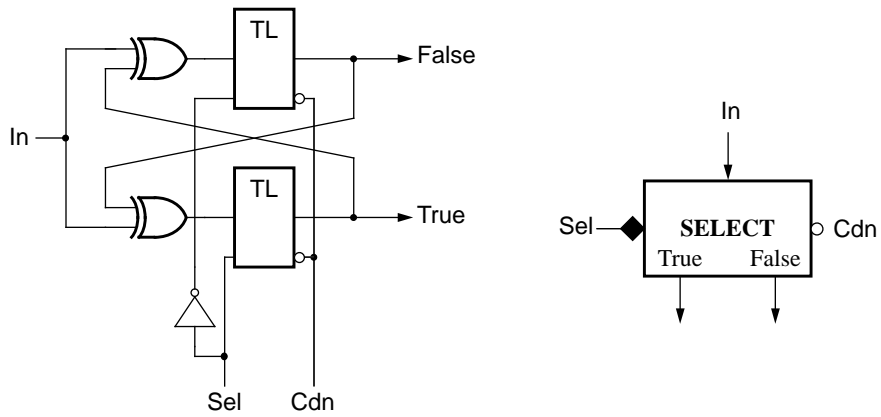 TL
False
In
TL
True
Sel
Cdn
In
Sel
SELECT
Cdn
True
False